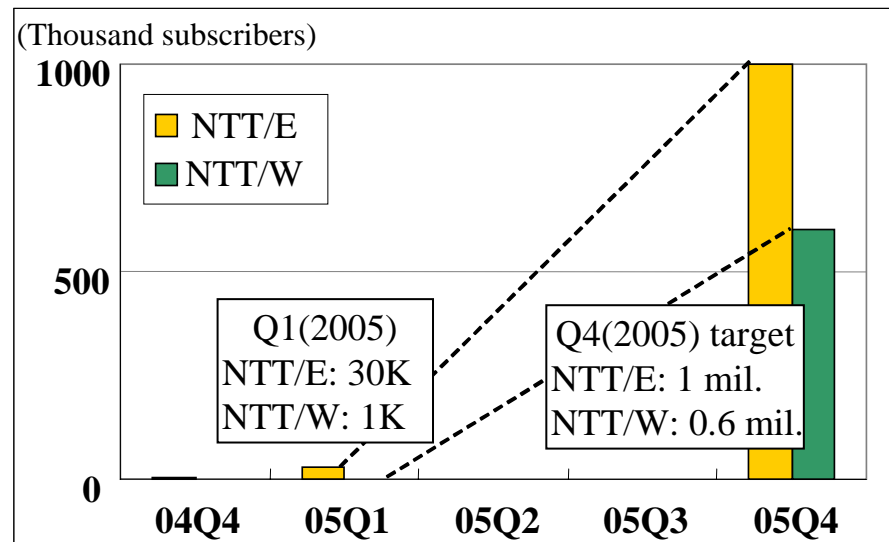 (Thousand subscribers)
1000
NTT/E
NTT/W
500
Q1(2005)
NTT/E: 30K
NTT/W: 1K
Q4(2005) target
NTT/E: 1 mil.
NTT/W: 0.6 mil.
0
04Q4 05Q1 05Q2 05Q3 05Q4